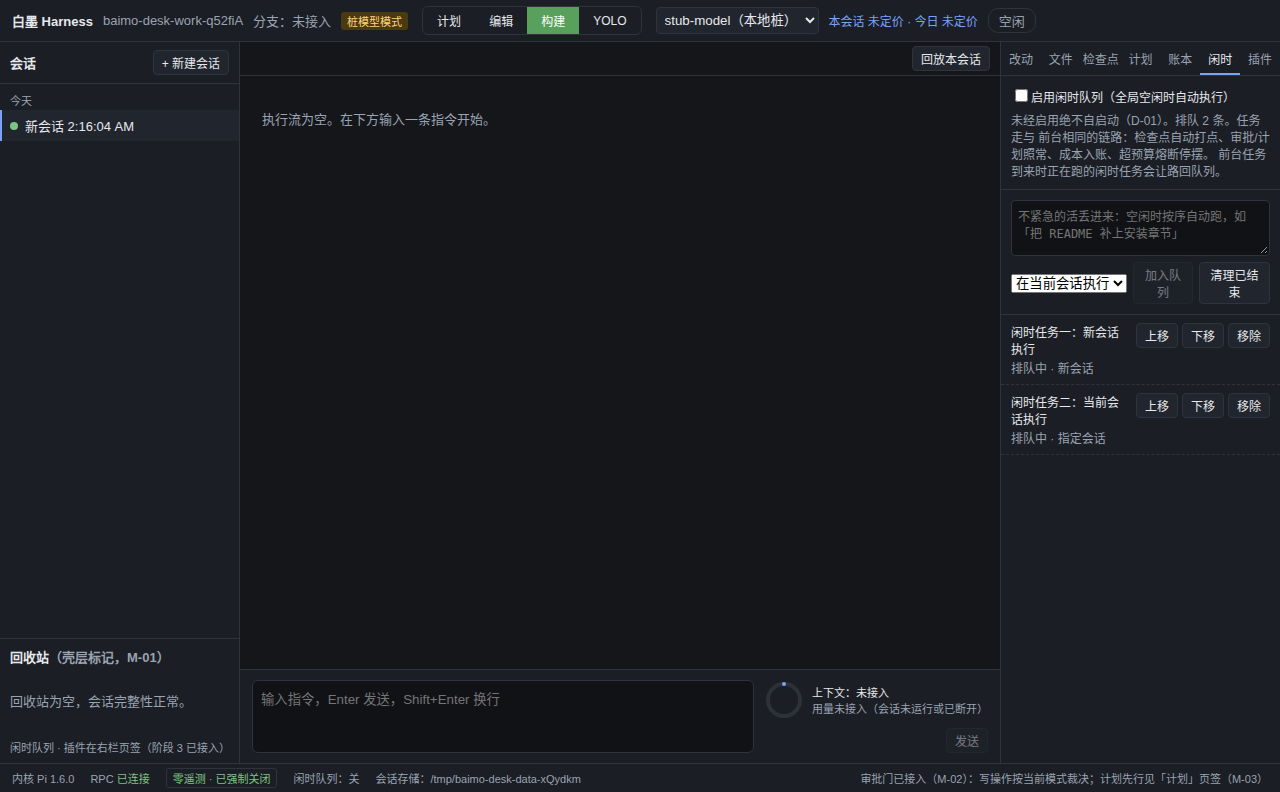 白墨 Harness baimo-desk-work-q52fiA 分支：未接入 桩模型模式 计划 编辑 构建 YOLO stub-model（本地桩） 本会话 未定价 · 今日 未定价 空闲
会话 + 新建会话
今天
新会话 2:16:04 AM
回收站（壳层标记，M-01）
回收站为空，会话完整性正常。
闲时队列 · 插件在右栏页签（阶段 3 已接入）
回放本会话
执行流为空。在下方输入一条指令开始。
输入指令，Enter 发送，Shift+Enter 换行
上下文：未接入
用量未接入（会话未运行或已断开）
发送
改动 文件 检查点 计划 账本 闲时 插件
启用闲时队列（全局空闲时自动执行）
未经启用绝不自启动（D-01）。排队 2 条。任务
走与 前台相同的链路：检查点自动打点、审批/计
划照常、成本入账、超预算熔断停摆。 前台任务
到来时正在跑的闲时任务会让路回队列。
不紧急的活丢进来：空闲时按序自动跑，如
「把 README 补上安装章节」
在当前会话执行 加入队
列 清理已结
束
闲时任务一：新会话
执行
上移 下移 移除
排队中 · 新会话
闲时任务二：当前会
话执行
上移 下移 移除
排队中 · 指定会话
内核 Pi 1.6.0 RPC 已连接 零遥测 · 已强制关闭 闲时队列：关 会话存储：/tmp/baimo-desk-data-xQydkm 审批门已接入（M-02）：写操作按当前模式裁决；计划先行见「计划」页签（M-03）